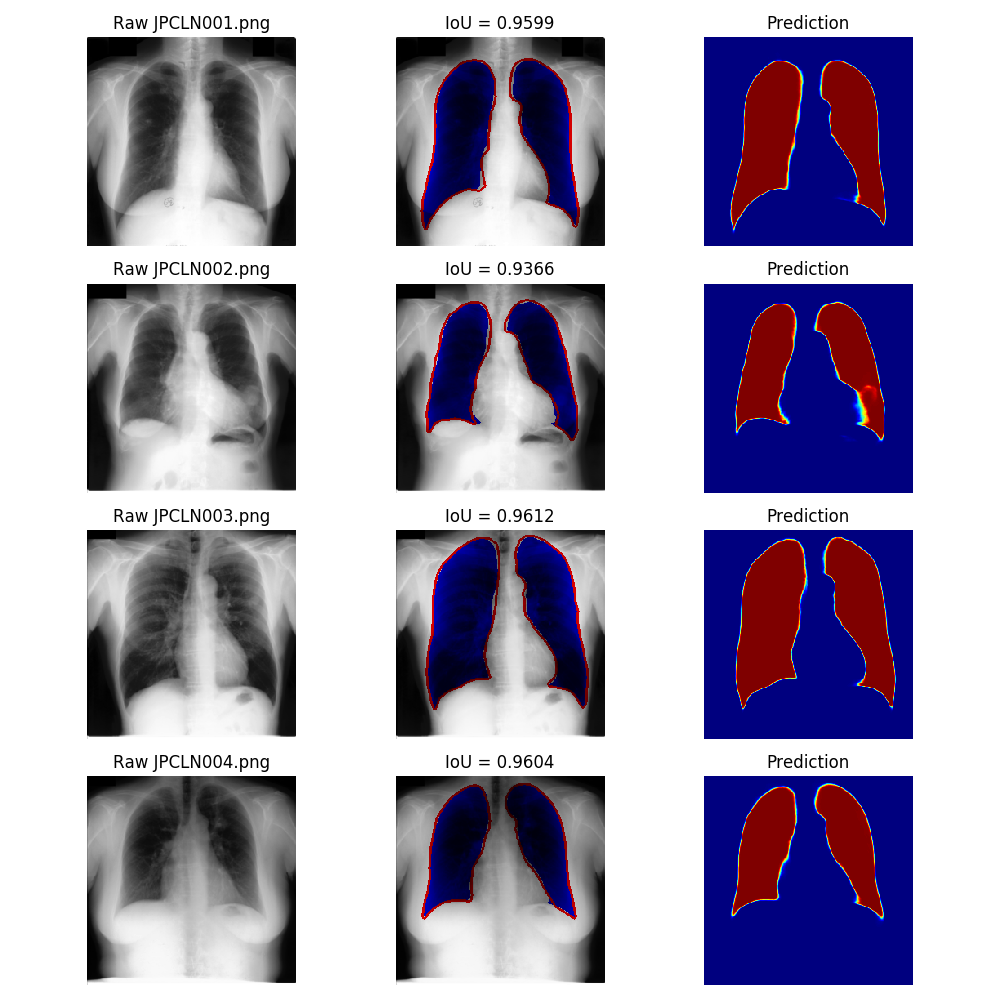 Raw JPCLN001.png
IoU = 0.9599
Prediction
Raw JPCLN002.png
IoU = 0.9366
Prediction
Raw JPCLN003.png
IoU = 0.9612
Prediction
Raw JPCLN004.png
IoU = 0.9604
Prediction